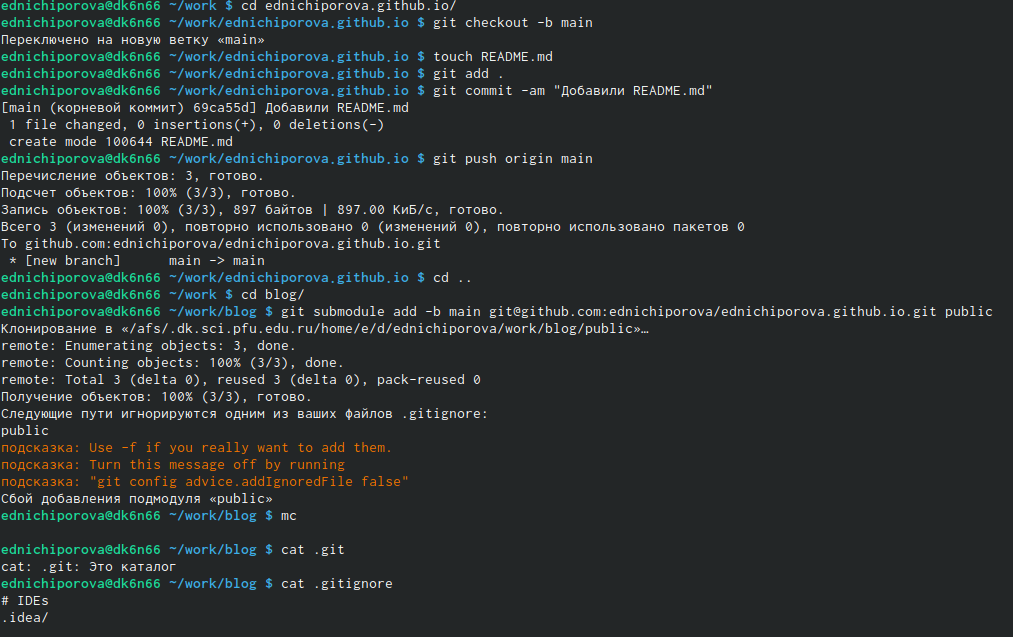 ednichiporova@dk6n66 ~/work $ cd ednichiporova.github.io/
ednichiporova@dk6n66 ~/work/ednichiporova.github.io $ git checkout -b main
Переключено на новую ветку «main»
ednichiporova@dk6n66 ~/work/ednichiporova.github.io $ touch README.md
ednichiporova@dk6n66 ~/work/ednichiporova.github.io $ git add .
ednichiporova@dk6n66 ~/work/ednichiporova.github.io $ git commit -am "Добавили README.md"
[main (корневой коммит) 69ca55d] Добавили README.md
 1 file changed, 0 insertions(+), 0 deletions(-)
 create mode 100644 README.md
ednichiporova@dk6n66 ~/work/ednichiporova.github.io $ git push origin main
Перечисление объектов: 3, готово.
Подсчет объектов: 100% (3/3), готово.
Запись объектов: 100% (3/3), 897 байтов | 897.00 КиБ/с, готово.
Всего 3 (изменений 0), повторно использовано 0 (изменений 0), повторно использовано пакетов 0
To github.com:ednichiporova/ednichiporova.github.io.git
 * [new branch]      main -> main
ednichiporova@dk6n66 ~/work/ednichiporova.github.io $ cd ..
ednichiporova@dk6n66 ~/work $ cd blog/
ednichiporova@dk6n66 ~/work/blog $ git submodule add -b main git@github.com:ednichiporova/ednichiporova.github.io.git public
Клонирование в «/afs/.dk.sci.pfu.edu.ru/home/e/d/ednichiporova/work/blog/public»…
remote: Enumerating objects: 3, done.
remote: Counting objects: 100% (3/3), done.
remote: Total 3 (delta 0), reused 3 (delta 0), pack-reused 0
Получение объектов: 100% (3/3), готово.
Следующие пути игнорируются одним из ваших файлов .gitignore:
public
подсказка: Use -f if you really want to add them.
подсказка: Turn this message off by running
подсказка: "git config advice.addIgnoredFile false"
Сбой добавления подмодуля «public»
ednichiporova@dk6n66 ~/work/blog $ mc
ednichiporova@dk6n66 ~/work/blog $ cat .git
cat: .git: Это каталог
ednichiporova@dk6n66 ~/work/blog $ cat .gitignore
# IDEs
.idea/